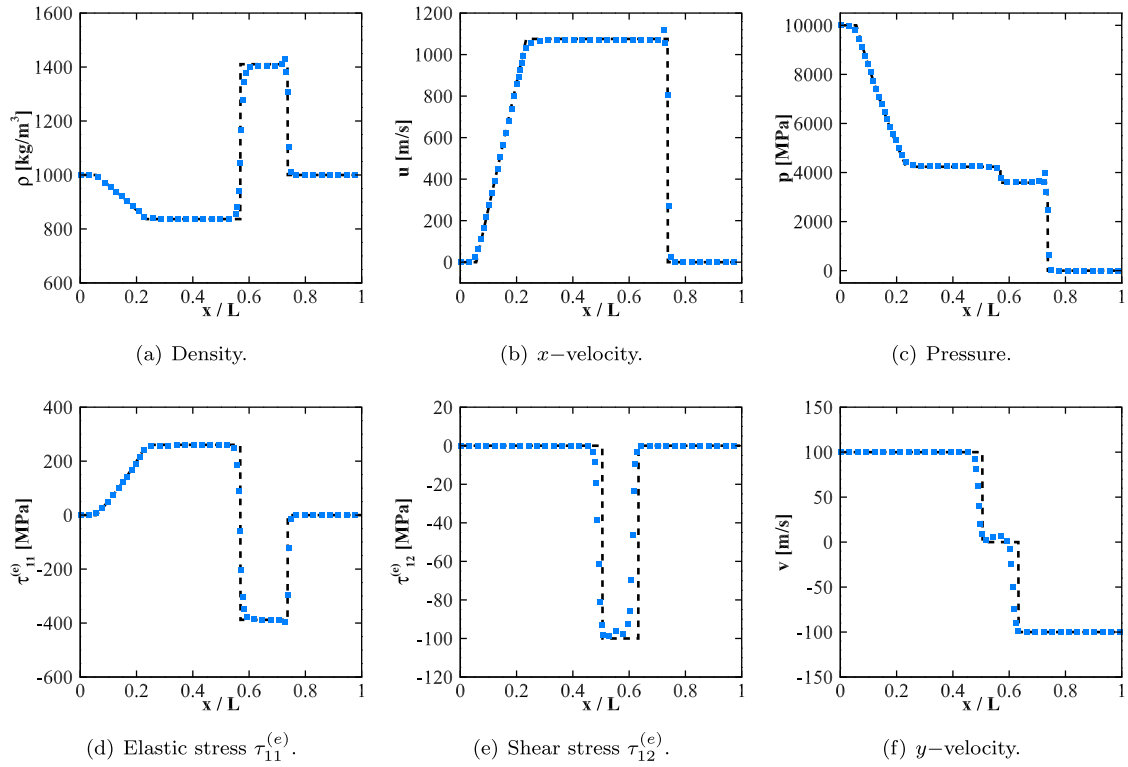 1600
1400
1200
1000
800
600
ρ [kg/m³]
0 0.2 0.4 0.6 0.8 1
x / L
(a) Density.
1200
1000
800
600
400
200
0
u [m/s]
0 0.2 0.4 0.6 0.8 1
x / L
(b) x−velocity.
10000
8000
6000
4000
2000
0
p [MPa]
0 0.2 0.4 0.6 0.8 1
x / L
(c) Pressure.
400
200
0
-200
-400
-600
τ₁₁⁽ᵉ⁾ [MPa]
0 0.2 0.4 0.6 0.8 1
x / L
(d) Elastic stress τ₁₁⁽ᵉ⁾.
20
0
-20
-40
-60
-80
-100
-120
τ₁₂⁽ᵉ⁾ [MPa]
0 0.2 0.4 0.6 0.8 1
x / L
(e) Shear stress τ₁₂⁽ᵉ⁾.
150
100
50
0
-50
-100
-150
v [m/s]
0 0.2 0.4 0.6 0.8 1
x / L
(f) y−velocity.